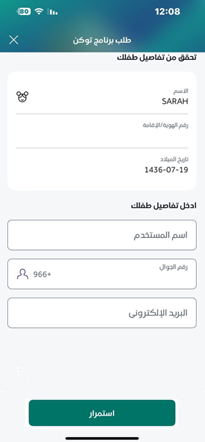 80
12:08
طلب برنامج توكن
تحقق من تفاصيل طفلك
الاسم
SARAH
رقم الهوية/الإقامة
تاريخ الميلاد
1436-07-19
ادخل تفاصيل طفلك
اسم المستخدم
رقم الجوال
966+
البريد الإلكتروني
استمرار